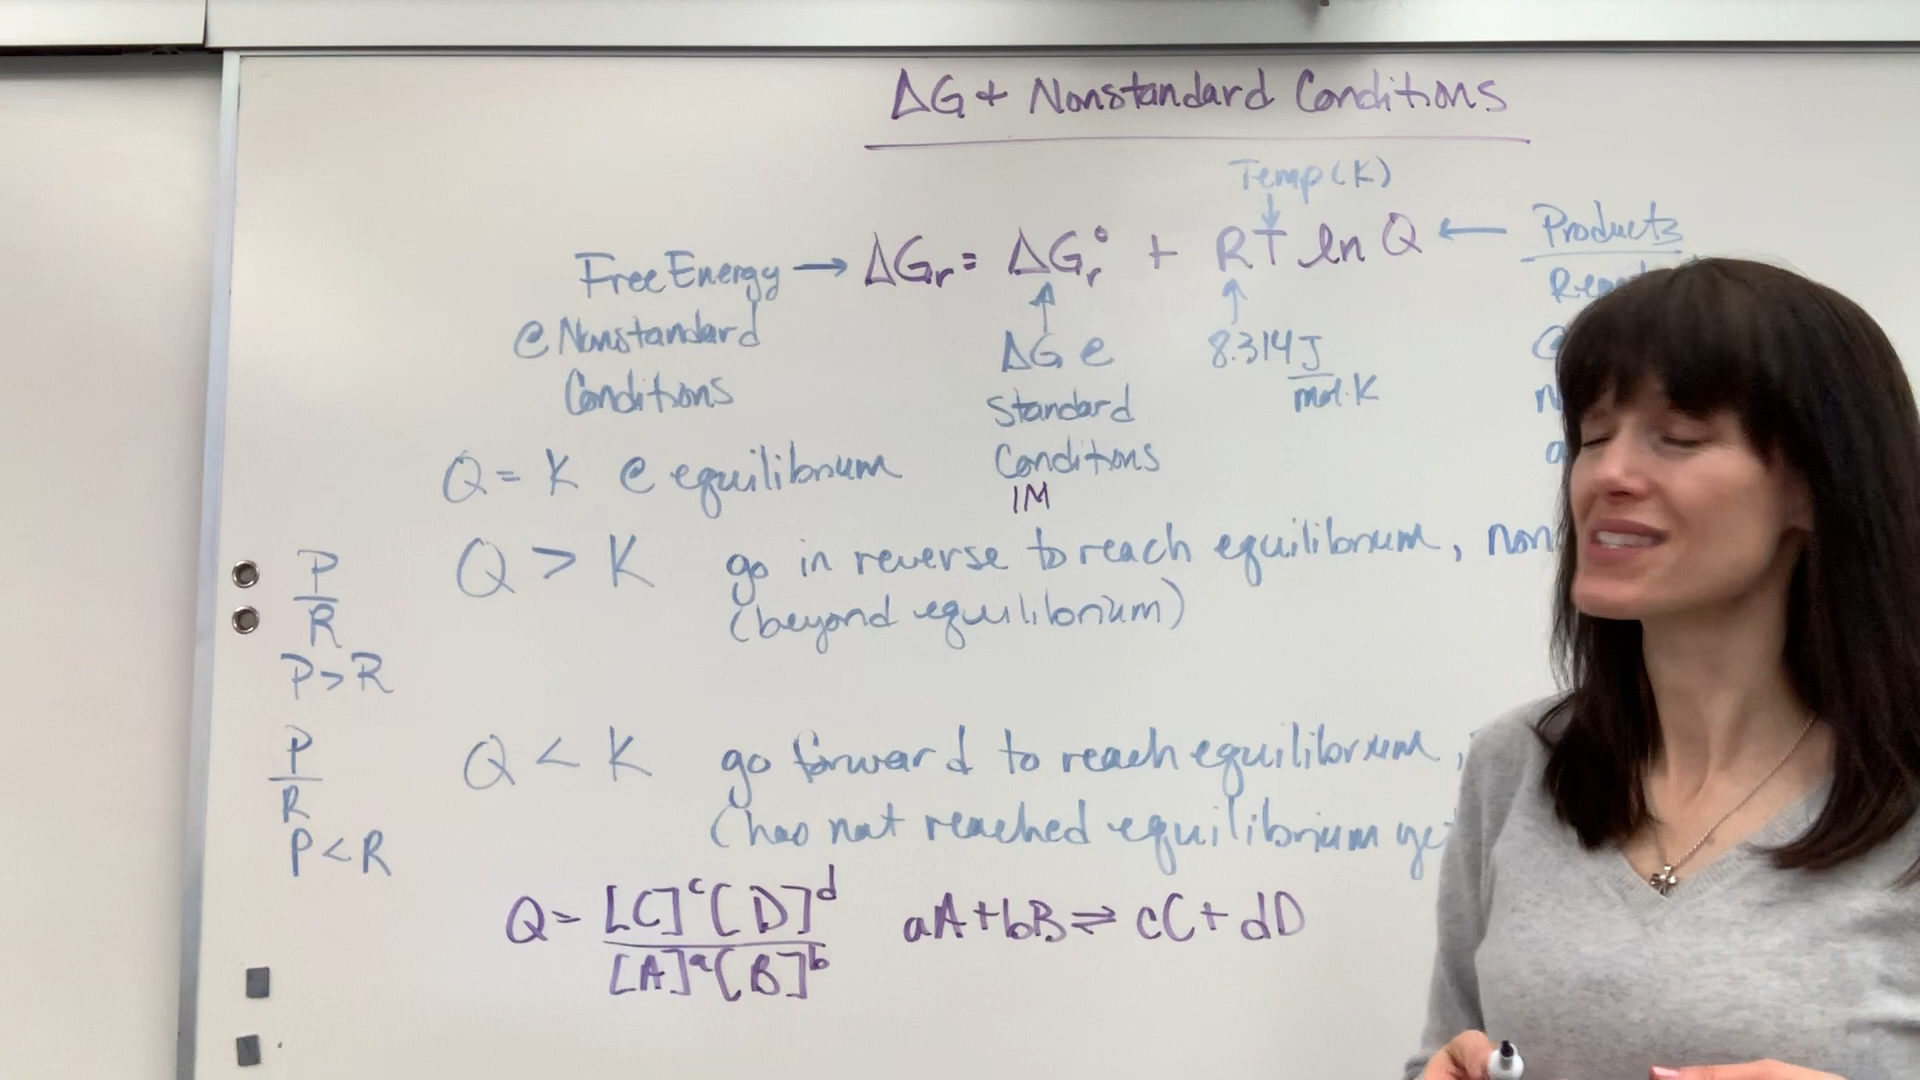 ΔG + Nonstandard Conditions
Temp (K)
Free Energy → ΔGr = ΔGr° + RT ln Q ← Products
@ Nonstandard
Conditions
ΔG @
Standard
Conditions
1M
8.314 J
mol·K
Q = K @ equilibrium
P
R
P > R
Q > K go in reverse to reach equilibrium,
(beyond equilibrium)
P
R
P < R
Q < K go forward to reach equilibrium,
(has not reached equilibrium
Q = [C]ᶜ[D]ᵈ
[A]ᵃ[B]ᵇ
aA + bB ⇌ cC + dD